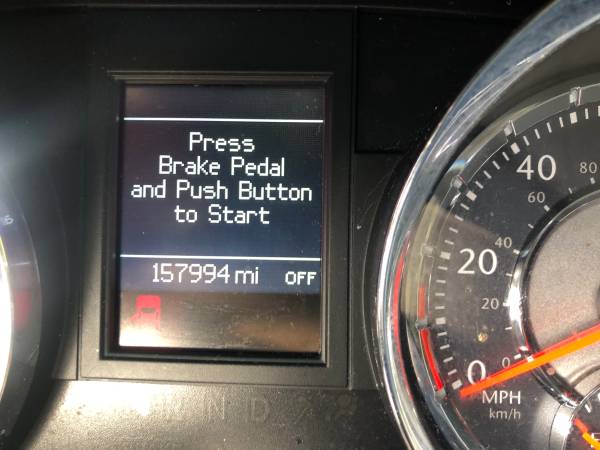 Press
Brake Pedal
and Push Button
to Start
157994 mi OFF
40
60
80
20
40
20
0
0
MPH
km/h
N D
E